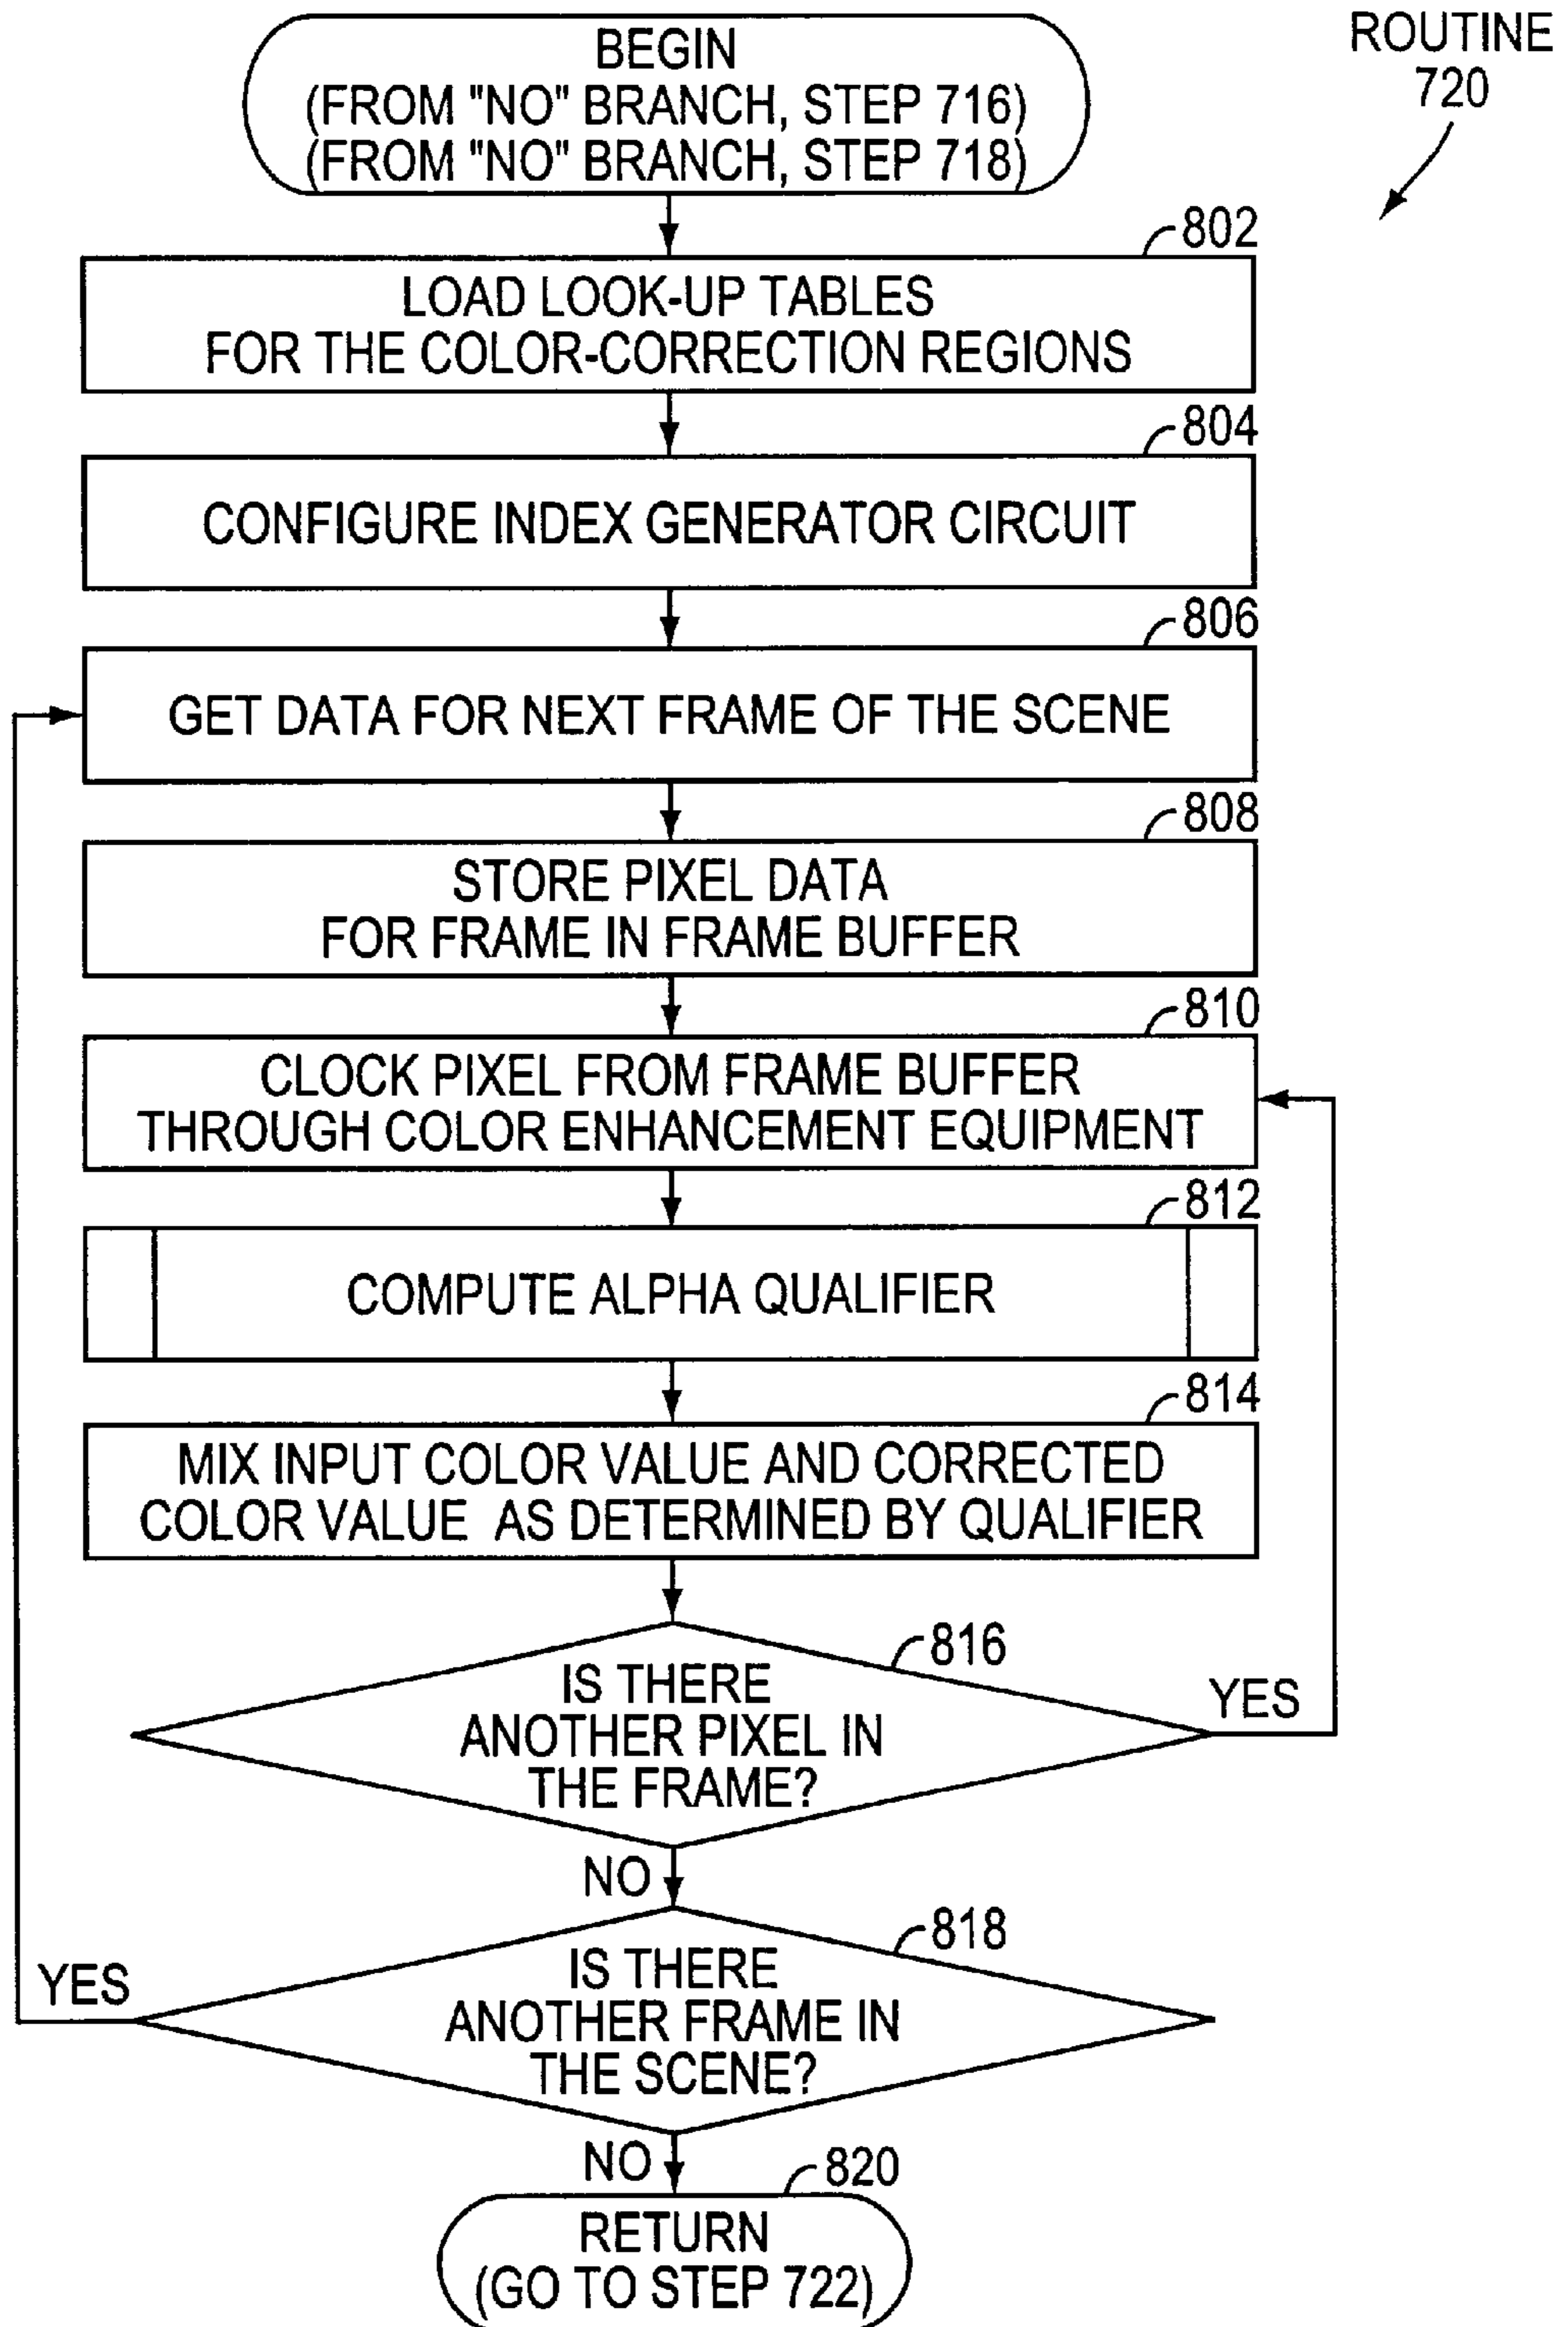 ROUTINE
720
BEGIN
(FROM "NO" BRANCH, STEP 716)
(FROM "NO" BRANCH, STEP 718)
802
LOAD LOOK-UP TABLES
FOR THE COLOR-CORRECTION REGIONS
804
CONFIGURE INDEX GENERATOR CIRCUIT
806
GET DATA FOR NEXT FRAME OF THE SCENE
808
STORE PIXEL DATA
FOR FRAME IN FRAME BUFFER
810
CLOCK PIXEL FROM FRAME BUFFER
THROUGH COLOR ENHANCEMENT EQUIPMENT
812
COMPUTE ALPHA QUALIFIER
814
MIX INPUT COLOR VALUE AND CORRECTED
COLOR VALUE AS DETERMINED BY QUALIFIER
816
IS THERE
ANOTHER PIXEL IN
THE FRAME?
YES
NO
818
IS THERE
ANOTHER FRAME IN
THE SCENE?
YES
NO
820
RETURN
(GO TO STEP 722)